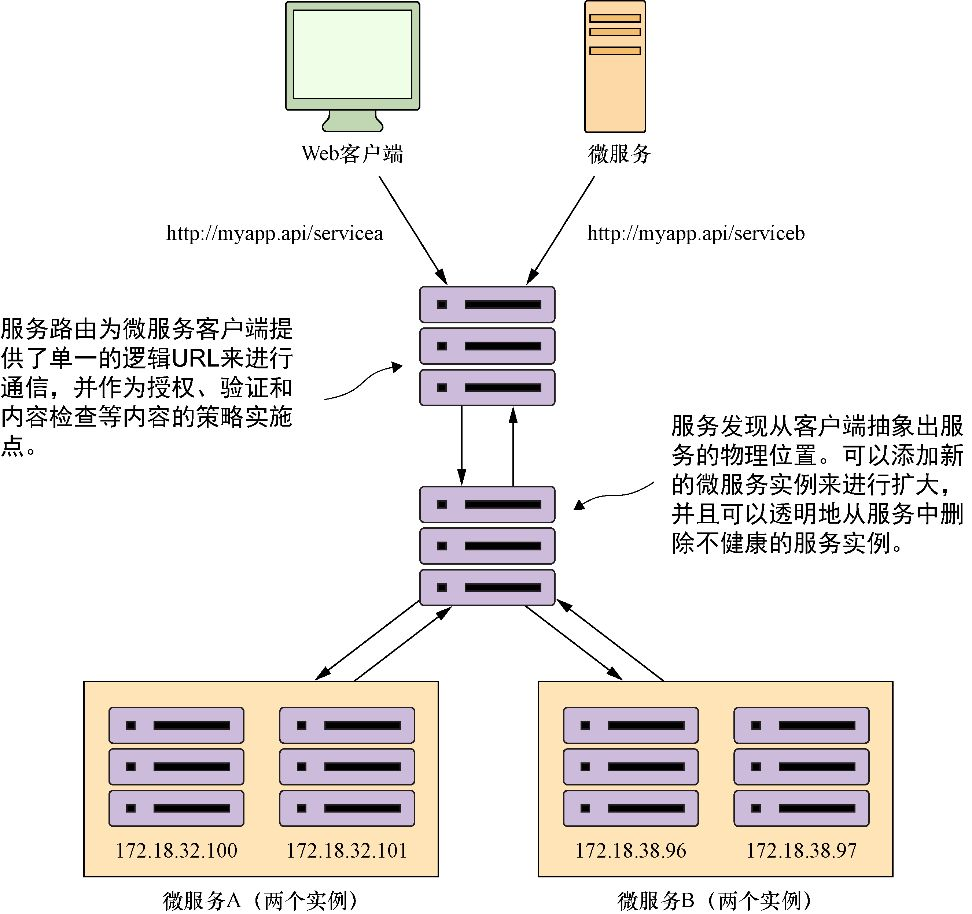 Web客户端
微服务
http://myapp.api/servicea
http://myapp.api/serviceb
服务路由为微服务客户端提
供了单一的逻辑URL来进行
通信，并作为授权、验证和
内容检查等内容的策略实施
点。
服务发现从客户端抽象出服
务的物理位置。可以添加新
的微服务实例来进行扩大，
并且可以透明地从服务中删
除不健康的服务实例。
172.18.32.100
172.18.32.101
172.18.38.96
172.18.38.97
微服务A（两个实例）
微服务B（两个实例）